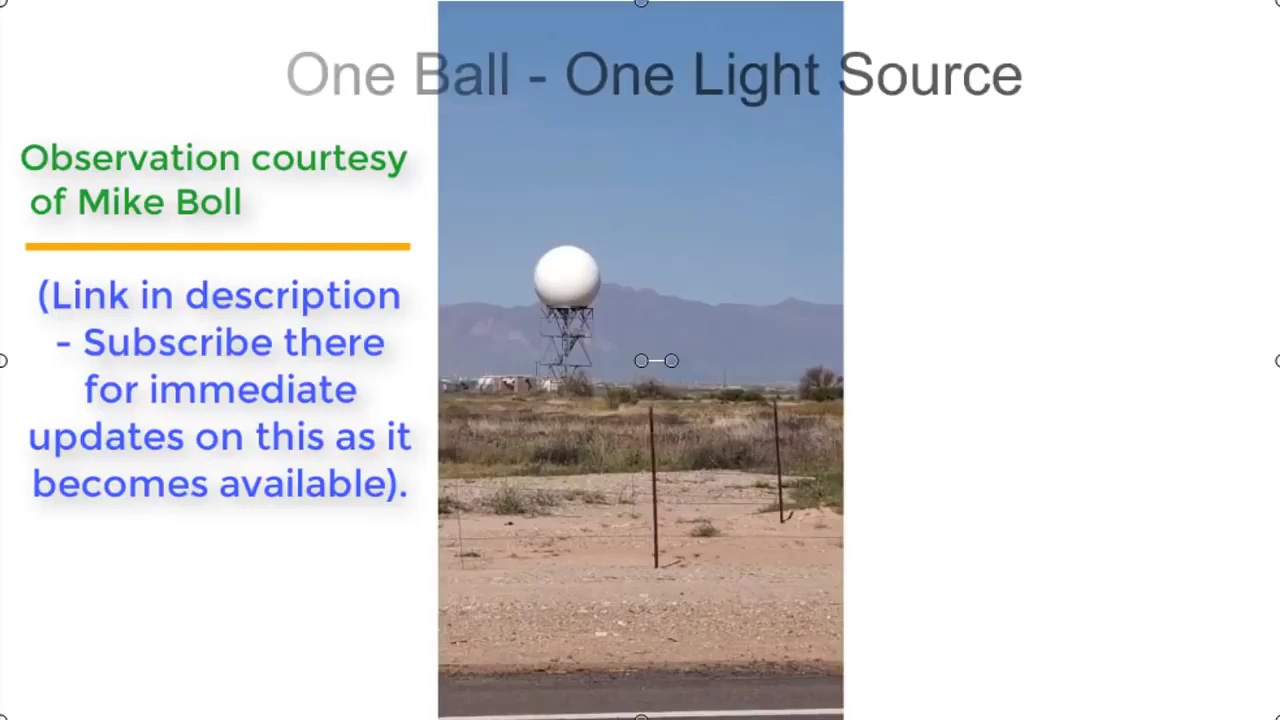 One Ball - One Light Source
Observation courtesy
of Mike Boll
(Link in description
- Subscribe there
for immediate
updates on this as it
becomes available).